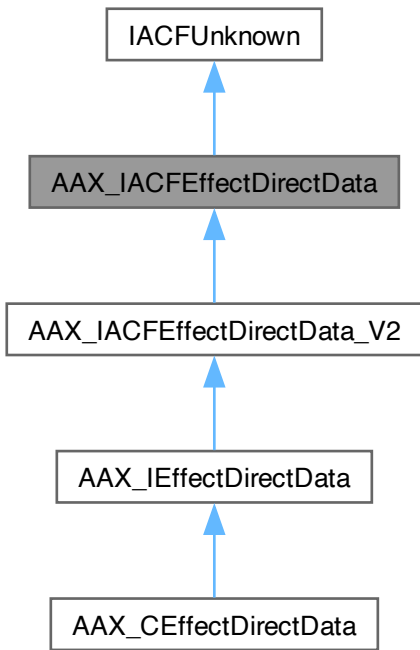 IACFUnknown
AAX_IACFEffectDirectData
AAX_IACFEffectDirectData_V2
AAX_IEffectDirectData
AAX_CEffectDirectData